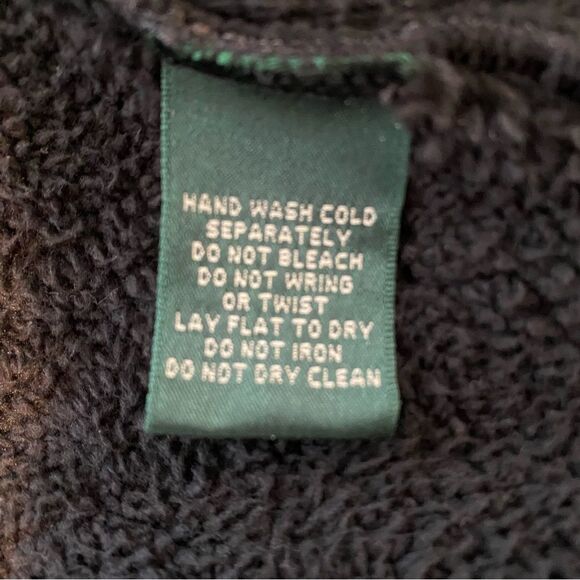 HAND WASH COLD
SEPARATELY
DO NOT BLEACH
DO NOT WRING
OR TWIST
LAY FLAT TO DRY
DO NOT IRON
DO NOT DRY CLEAN